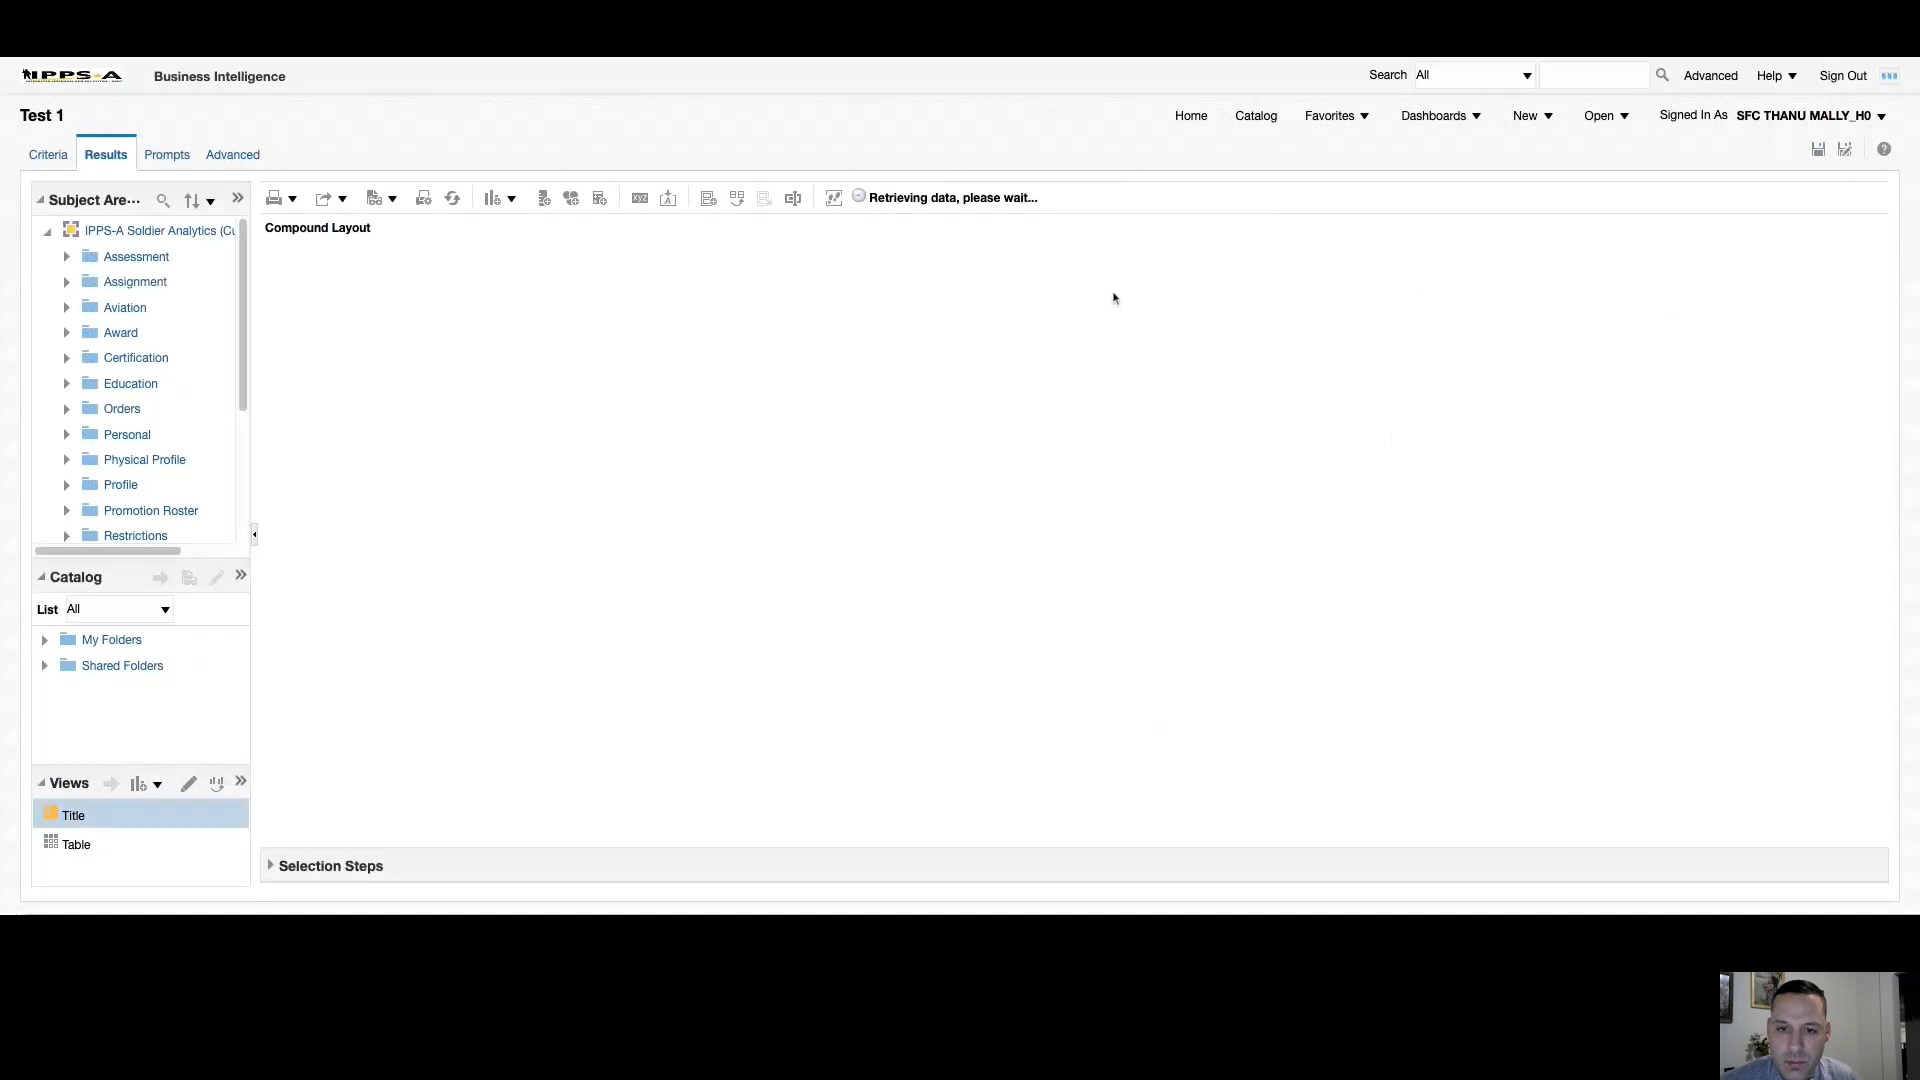 IPPS-A Business Intelligence Search All Advanced Help Sign Out
Test 1 Home Catalog Favorites Dashboards New Open Signed In As SFC THANU MALLY_H0
Criteria Results Prompts Advanced
Subject Are...
Retrieving data, please wait...
Compound Layout
IPPS-A Soldier Analytics (Cu
Assessment
Assignment
Aviation
Award
Certification
Education
Orders
Personal
Physical Profile
Profile
Promotion Roster
Restrictions
Catalog
List All
My Folders
Shared Folders
Views
Title
Table
Selection Steps